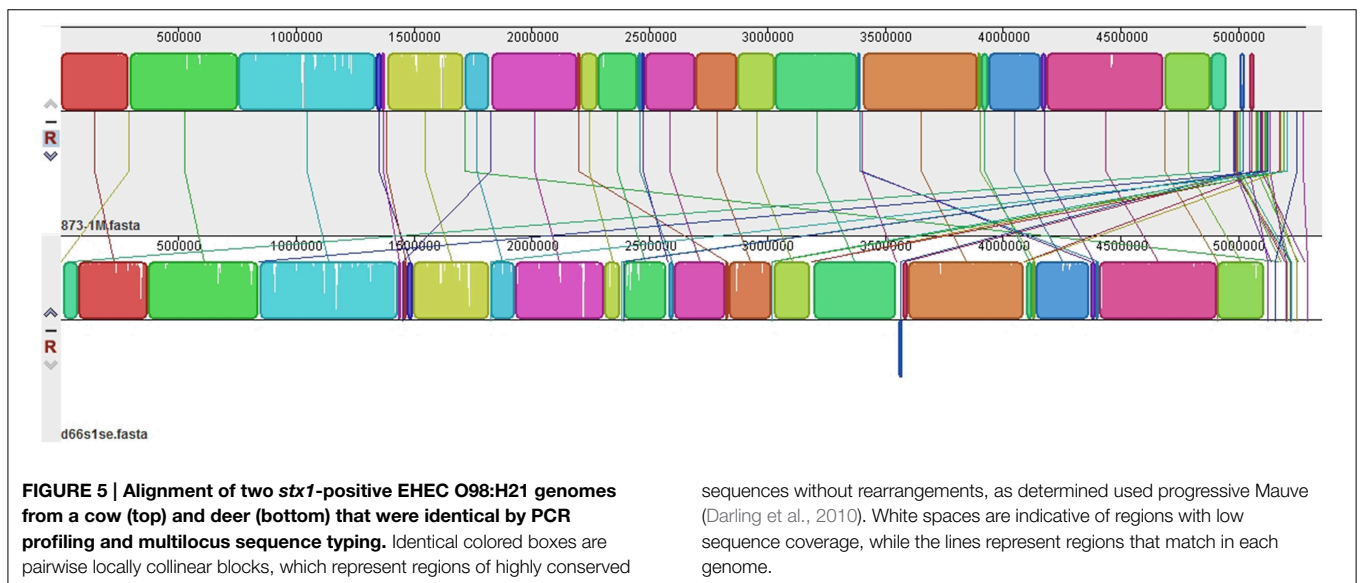 500000 1000000 1500000 2000000 2500000 3000000 3500000 4000000 4500000 5000000
R
873-1M.fasta
500000 1000000 1500000 2000000 2500000 3000000 3500000 4000000 4500000 5000000
R
d66s1se.fasta
FIGURE 5 | Alignment of two stx1-positive EHEC O98:H21 genomes
from a cow (top) and deer (bottom) that were identical by PCR
profiling and multilocus sequence typing. Identical colored boxes are
pairwise locally collinear blocks, which represent regions of highly conserved
sequences without rearrangements, as determined used progressive Mauve
(Darling et al., 2010). White spaces are indicative of regions with low
sequence coverage, while the lines represent regions that match in each
genome.